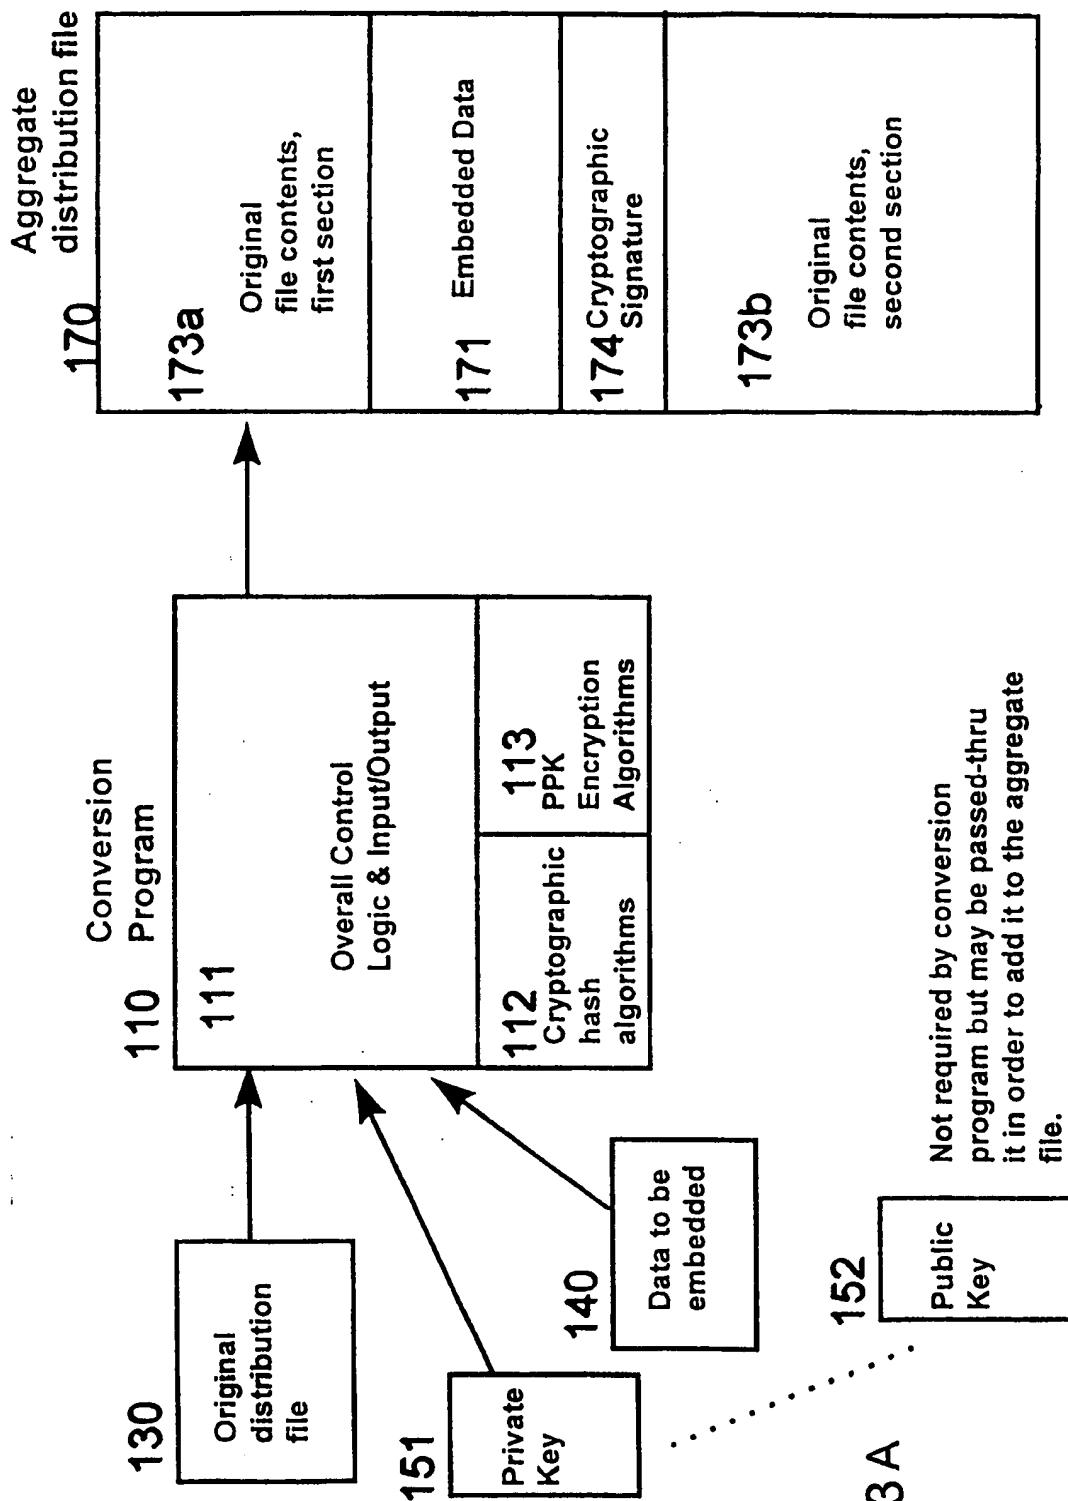 130
Original
distribution
file
151
Private
Key
140
Data to be
embedded
152
Public
Key
Not required by conversion
program but may be passed-thru
it in order to add it to the aggregate
file.
Conversion
110 Program
111
Overall Control
Logic & Input/Output
112
Cryptographic
hash
algorithms
113
PPK
Encryption
Algorithms
Aggregate
distribution file
170
173a
Original
file contents,
first section
171
Embedded Data
174 Cryptographic
Signature
173b
Original
file contents,
second section
3 A